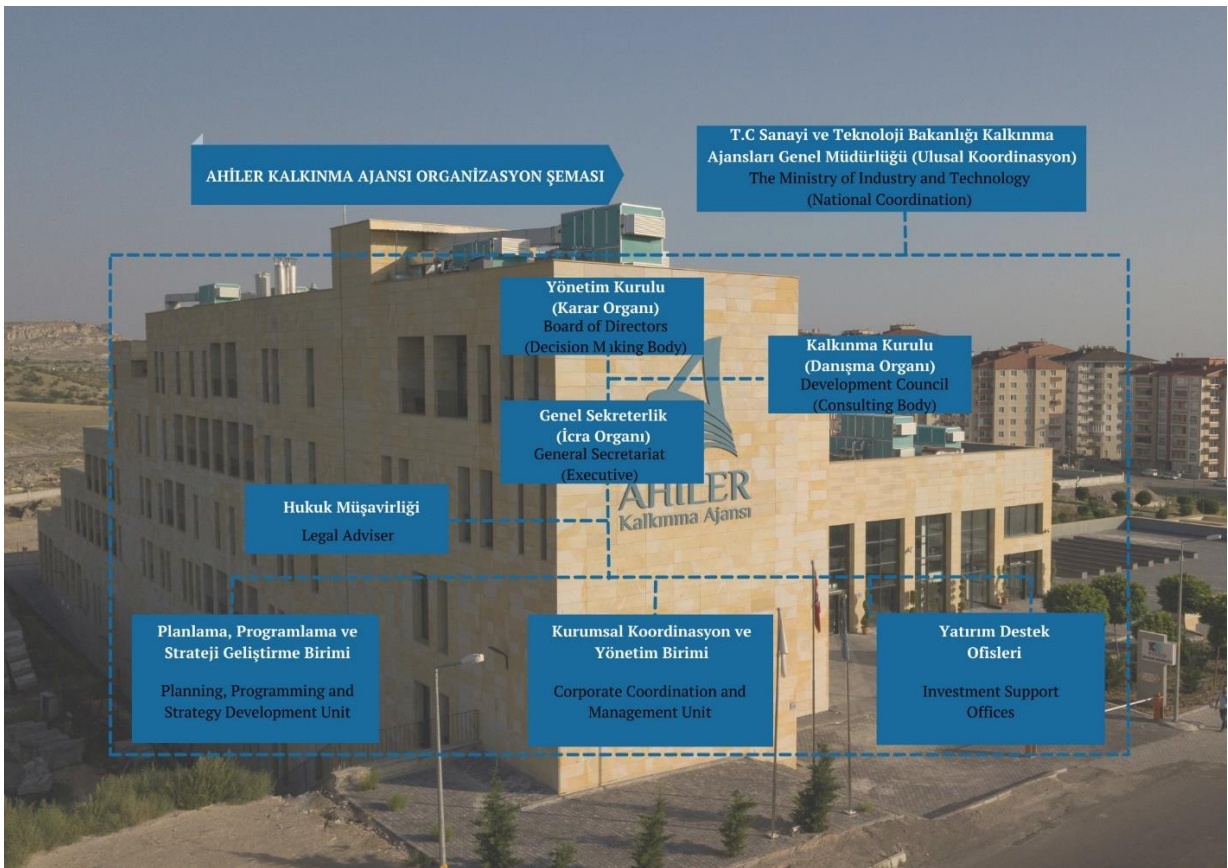 AHİLER KALKINMA AJANSI ORGANİZASYON ŞEMASI
T.C Sanayi ve Teknoloji Bakanlığı Kalkınma
Ajansları Genel Müdürlüğü (Ulusal Koordinasyon)
The Ministry of Industry and Technology
(National Coordination)
Yönetim Kurulu
(Karar Organı)
Board of Directors
(Decision Making Body)
Kalkınma Kurulu
(Danışma Organı)
Development Council
(Consulting Body)
Genel Sekreterlik
(İcra Organı)
General Secretariat
(Executive)
AHİLER
Kalkınma Ajansı
Hukuk Müşavirliği
Legal Adviser
Planlama, Programlama ve
Strateji Geliştirme Birimi
Planning, Programming and
Strategy Development Unit
Kurumsal Koordinasyon ve
Yönetim Birimi
Corporate Coordination and
Management Unit
Yatırım Destek
Ofisleri
Investment Support
Offices